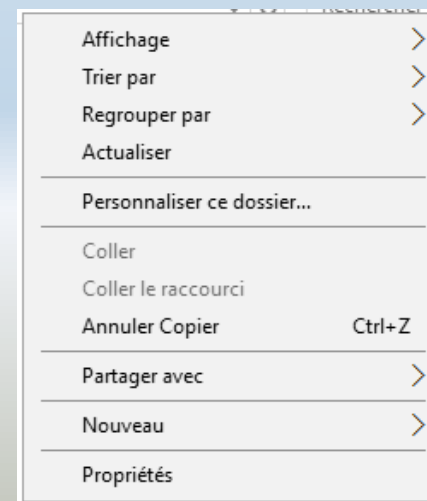 Affichage
Trier par
Regrouper par
Actualiser
Personnaliser ce dossier...
Coller
Coller le raccourci
Annuler Copier Ctrl+Z
Partager avec
Nouveau
Propriétés